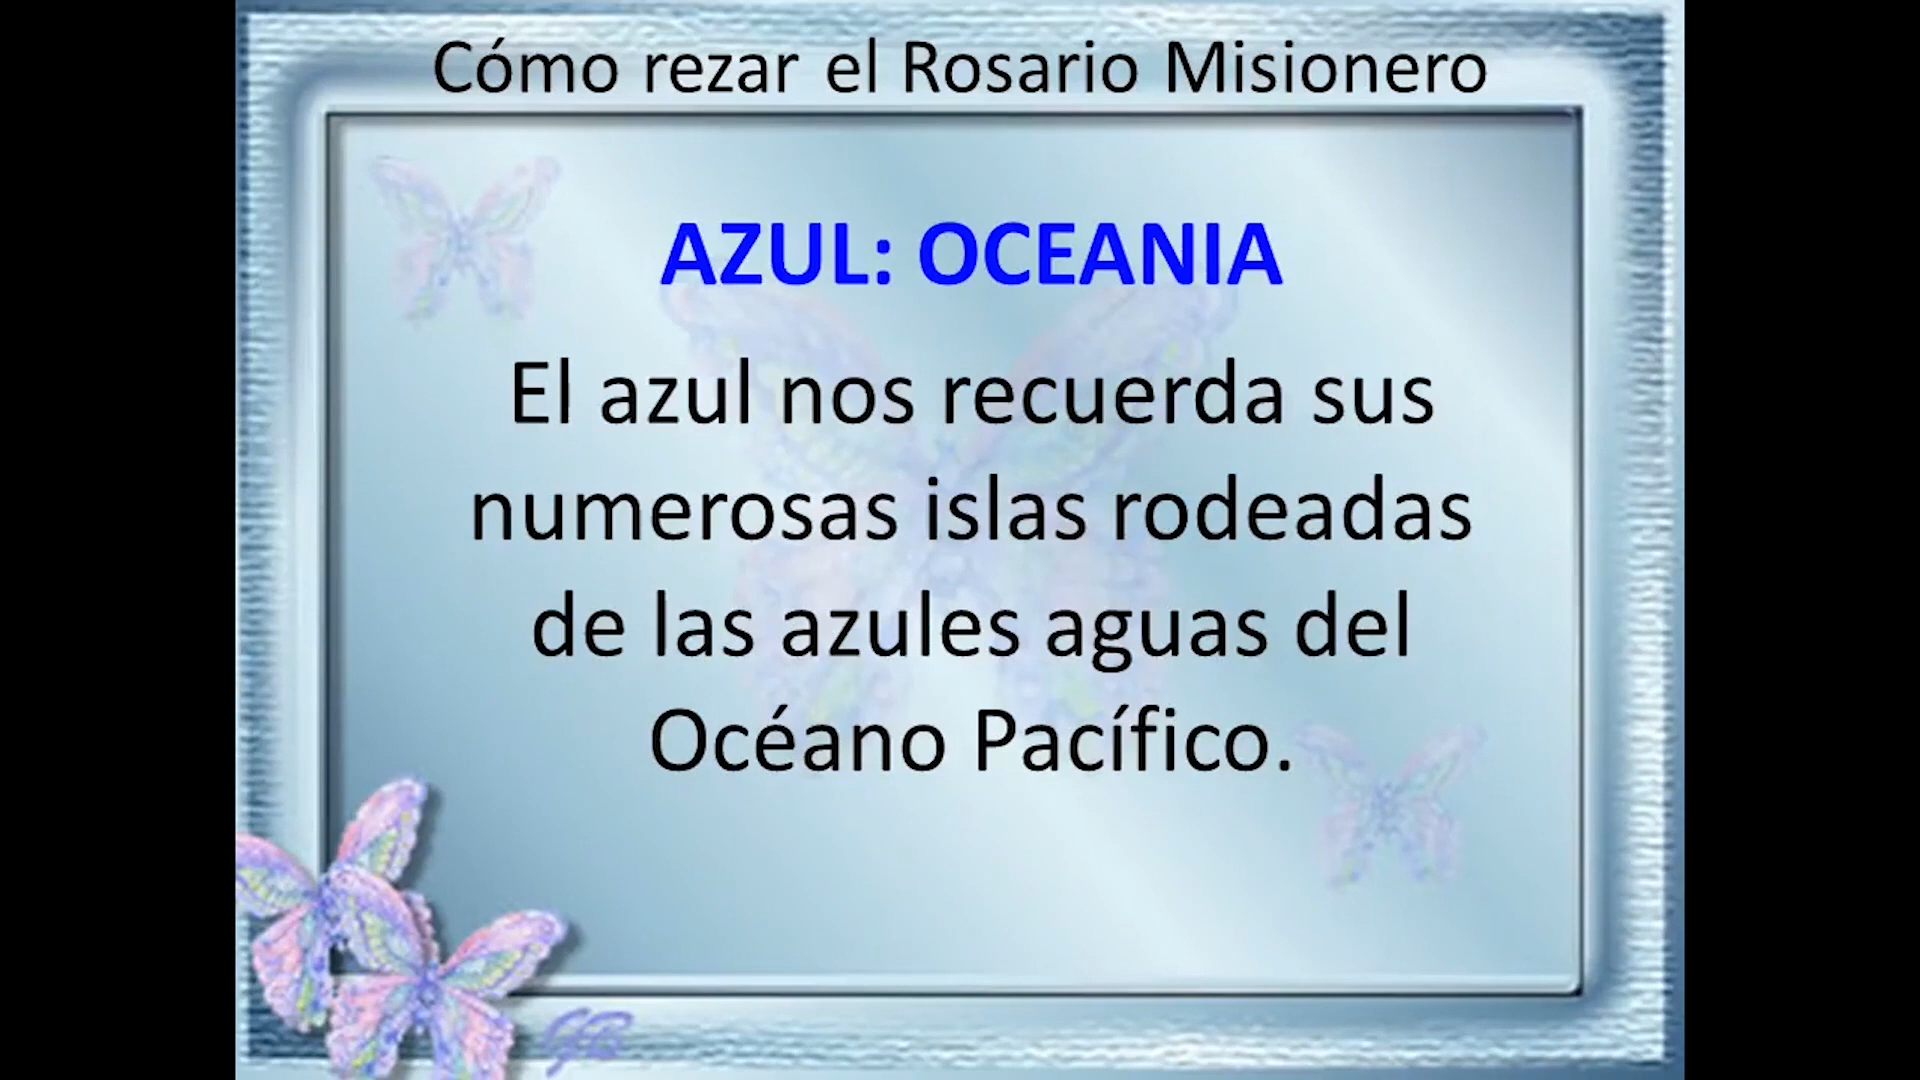 Cómo rezar el Rosario Misionero
AZUL: OCEANIA
El azul nos recuerda sus
numerosas islas rodeadas
de las azules aguas del
Océano Pacífico.